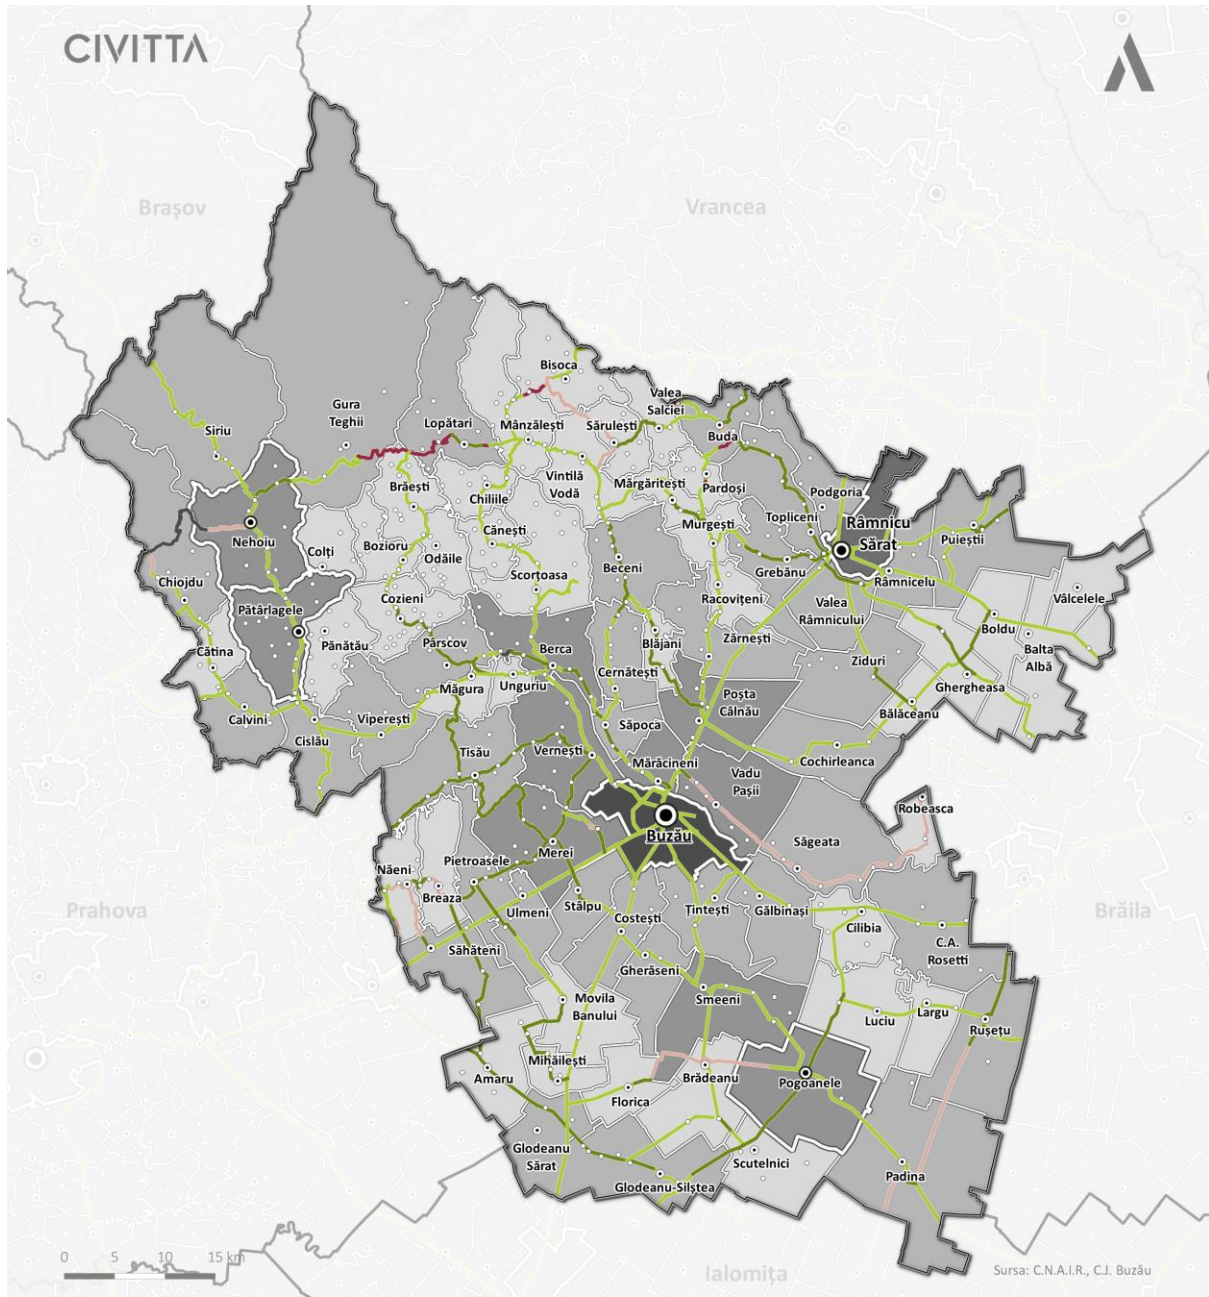 CIVITTA
Brașov
Vrancea
Bisoca
Gura
Teghii
Lopătari
Mânzălești
Sărulești
Valea
Salciei
Buda
Siriu
Brăești
Chiliile
Vintilă
Vodă
Mărgăritești
Pardoși
Podgoria
Nehoiu
Colți
Bozioru
Odăile
Cănești
Murgești
Topliceni
Râmnicu
Sărat
Puieștii
Chiojdu
Scorțoasa
Beceni
Grebănu
Râmnicelu
Pătârlagele
Cozieni
Racovițeni
Valea
Râmnicului
Vâlcelele
Cătina
Pănătău
Pârscov
Berca
Blăjani
Zărnești
Boldu
Balta
Albă
Măgura
Unguriu
Cernătești
Ziduri
Ghergheasa
Calvini
Cislău
Viperești
Săpoca
Poșta
Câlnău
Bălăceanu
Tisău
Vernești
Mărăcineni
Vadu
Pașii
Cochirleanca
Buzău
Robeasca
Săgeata
Năeni
Pietroasele
Merei
Breaza
Ulmeni
Stâlpu
Costești
Țintești
Gălbinași
Cilibia
Prahova
Brăila
Săhăteni
Gherăseni
C.A.
Rosetti
Movila
Banului
Smeeni
Luciu
Largu
Rușețu
Mihăilești
Amaru
Florica
Brădeanu
Pogoanele
Glodeanu
Sărat
Glodeanu-Silștea
Scutelnici
Padina
0 5 10 15 km
Ialomița
Sursa: C.N.A.I.R., C.J. Buzău